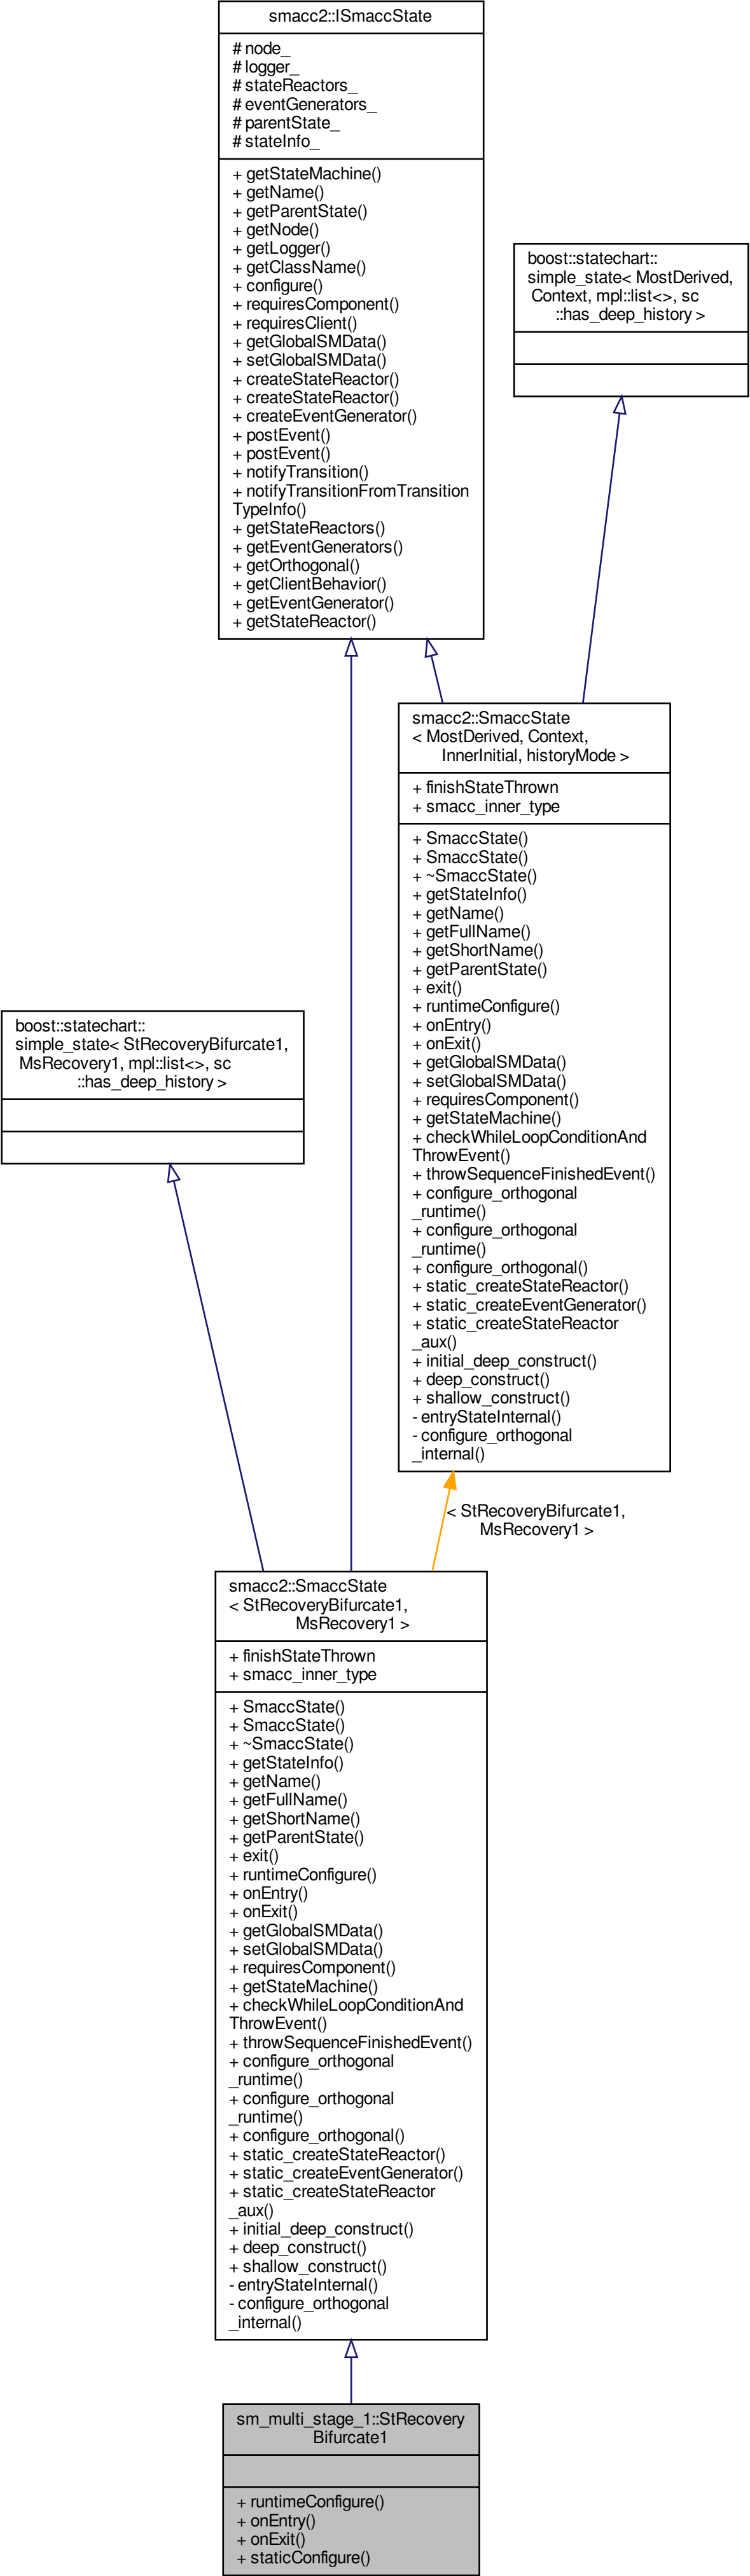 smacc2::ISmaccState
# node_
# logger_
# stateReactors_
# eventGenerators_
# parentState_
# stateInfo_
+ getStateMachine()
+ getName()
+ getParentState()
+ getNode()
+ getLogger()
+ getClassName()
+ configure()
+ requiresComponent()
+ requiresClient()
+ getGlobalSMData()
+ setGlobalSMData()
+ createStateReactor()
+ createStateReactor()
+ createEventGenerator()
+ postEvent()
+ postEvent()
+ notifyTransition()
+ notifyTransitionFromTransition
TypeInfo()
+ getStateReactors()
+ getEventGenerators()
+ getOrthogonal()
+ getClientBehavior()
+ getEventGenerator()
+ getStateReactor()
boost::statechart::
simple_state< MostDerived,
Context, mpl::list<>, sc
::has_deep_history >
smacc2::SmaccState
< MostDerived, Context,
InnerInitial, historyMode >
+ finishStateThrown
+ smacc_inner_type
+ SmaccState()
+ SmaccState()
+ ~SmaccState()
+ getStateInfo()
+ getName()
+ getFullName()
+ getShortName()
+ getParentState()
+ exit()
+ runtimeConfigure()
+ onEntry()
+ onExit()
+ getGlobalSMData()
+ setGlobalSMData()
+ requiresComponent()
+ getStateMachine()
+ checkWhileLoopConditionAnd
ThrowEvent()
+ throwSequenceFinishedEvent()
+ configure_orthogonal
_runtime()
+ configure_orthogonal
_runtime()
+ configure_orthogonal()
+ static_createStateReactor()
+ static_createEventGenerator()
+ static_createStateReactor
_aux()
+ initial_deep_construct()
+ deep_construct()
+ shallow_construct()
- entryStateInternal()
- configure_orthogonal
_internal()
boost::statechart::
simple_state< StRecoveryBifurcate1,
MsRecovery1, mpl::list<>, sc
::has_deep_history >
< StRecoveryBifurcate1,
MsRecovery1 >
smacc2::SmaccState
< StRecoveryBifurcate1,
MsRecovery1 >
+ finishStateThrown
+ smacc_inner_type
+ SmaccState()
+ SmaccState()
+ ~SmaccState()
+ getStateInfo()
+ getName()
+ getFullName()
+ getShortName()
+ getParentState()
+ exit()
+ runtimeConfigure()
+ onEntry()
+ onExit()
+ getGlobalSMData()
+ setGlobalSMData()
+ requiresComponent()
+ getStateMachine()
+ checkWhileLoopConditionAnd
ThrowEvent()
+ throwSequenceFinishedEvent()
+ configure_orthogonal
_runtime()
+ configure_orthogonal
_runtime()
+ configure_orthogonal()
+ static_createStateReactor()
+ static_createEventGenerator()
+ static_createStateReactor
_aux()
+ initial_deep_construct()
+ deep_construct()
+ shallow_construct()
- entryStateInternal()
- configure_orthogonal
_internal()
sm_multi_stage_1::StRecovery
Bifurcate1
+ runtimeConfigure()
+ onEntry()
+ onExit()
+ staticConfigure()